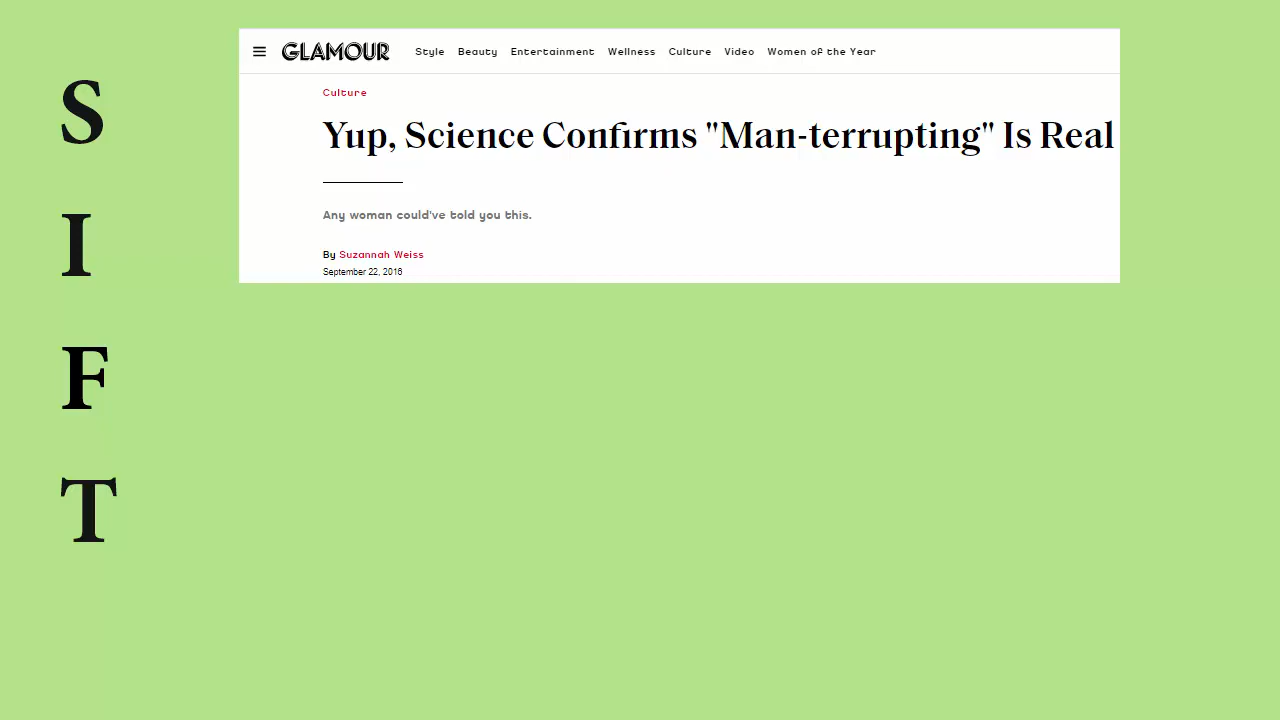 S
I
F
T
GLAMOUR Style Beauty Entertainment Wellness Culture Video Women of the Year
Culture
Yup, Science Confirms "Man-terrupting" Is Real
Any woman could've told you this.
By Suzannah Weiss
September 22, 2016